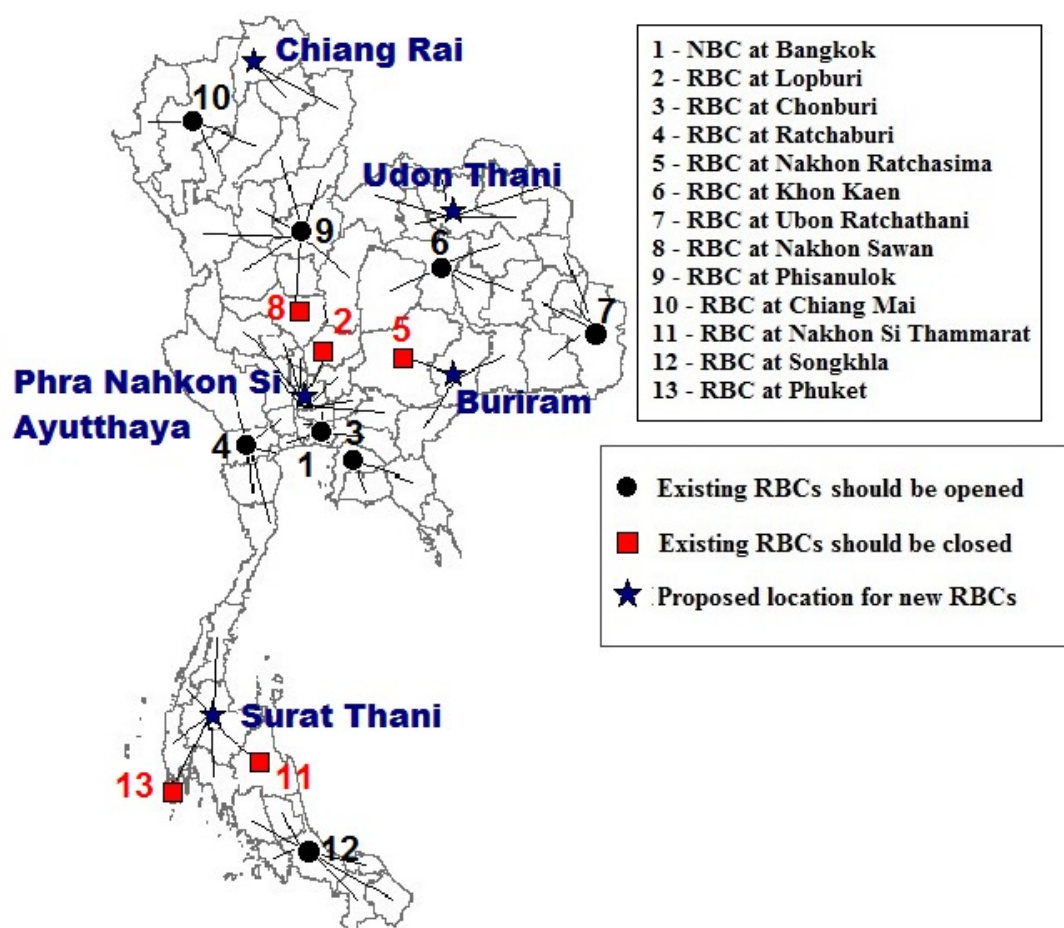 Chiang Rai
10
Udon Thani
9
6
8
2
5
7
Phra Nahkon Si
Ayutthaya
Buriram
4
3
1
Surat Thani
13
11
12
1 - NBC at Bangkok
2 - RBC at Lopburi
3 - RBC at Chonburi
4 - RBC at Ratchaburi
5 - RBC at Nakhon Ratchasima
6 - RBC at Khon Kaen
7 - RBC at Ubon Ratchathani
8 - RBC at Nakhon Sawan
9 - RBC at Phisanulok
10 - RBC at Chiang Mai
11 - RBC at Nakhon Si Thammarat
12 - RBC at Songkhla
13 - RBC at Phuket
Existing RBCs should be opened
Existing RBCs should be closed
Proposed location for new RBCs